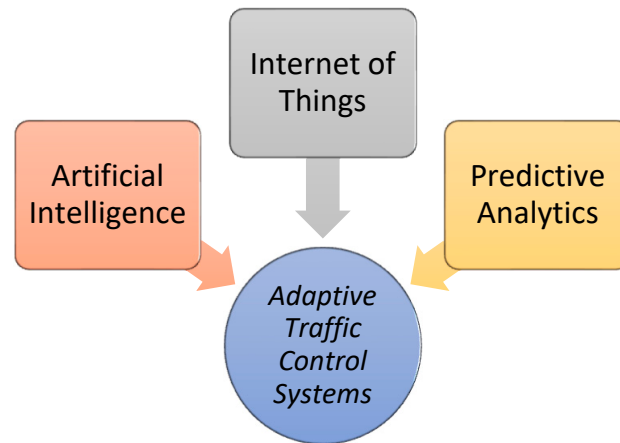 Internet of
Things
Artificial
Intelligence
Predictive
Analytics
Adaptive
Traffic
Control
Systems